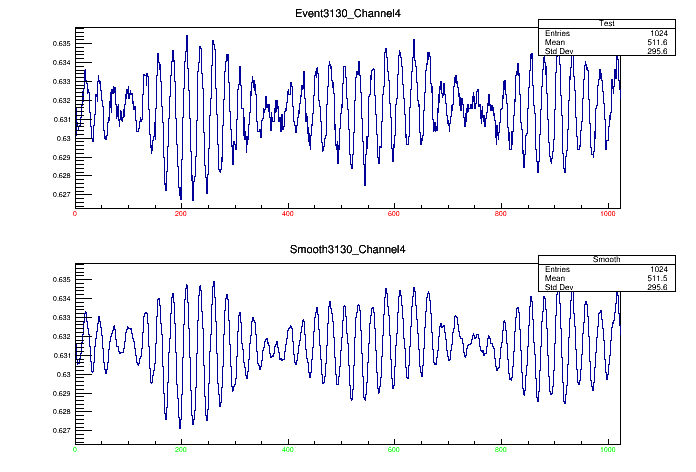 Event3130_Channel4
Test
Entries 1024
Mean 511.6
Std Dev 295.6
0.635
0.634
0.633
0.632
0.631
0.63
0.629
0.628
0.627
0 200 400 600 800 1000
Smooth3130_Channel4
Smooth
Entries 1024
Mean 511.5
Std Dev 295.6
0.635
0.634
0.633
0.632
0.631
0.63
0.629
0.628
0.627
0 200 400 600 800 1000